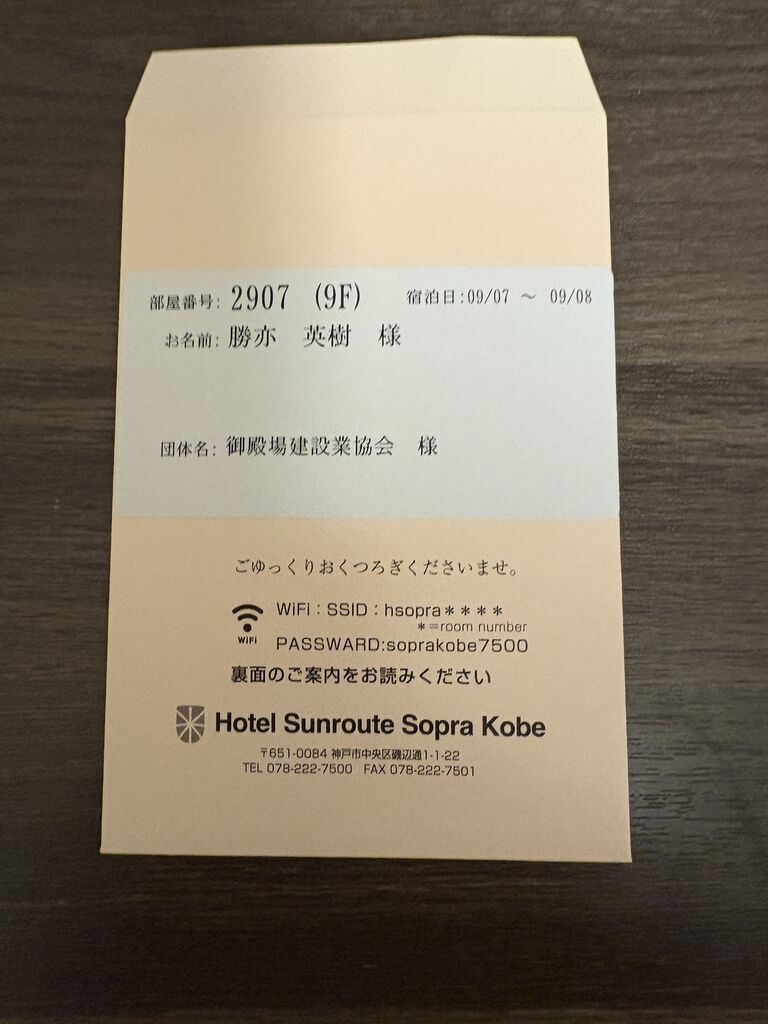 部屋番号: 2907 (9F) 宿泊日:09/07 ～ 09/08
お名前: 勝亦 英樹 様
団体名: 御殿場建設業協会 様
ごゆっくりおくつろぎくださいませ。
WiFi WiFi : SSID : hsopra＊＊＊＊
＊=room number
PASSWARD:soprakobe7500
裏面のご案内をお読みください
Hotel Sunroute Sopra Kobe
〒651-0084 神戸市中央区磯辺通1-1-22
TEL 078-222-7500 FAX 078-222-7501